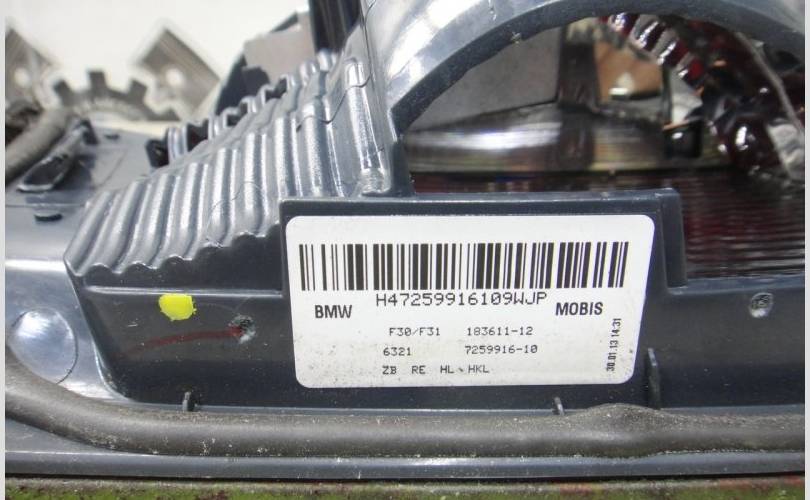 H47259916109WJP
BMW
MOBIS
F30/F31 183611-12
6321 7259916-10
ZB RE HL - HKL
30.01.13 14:31